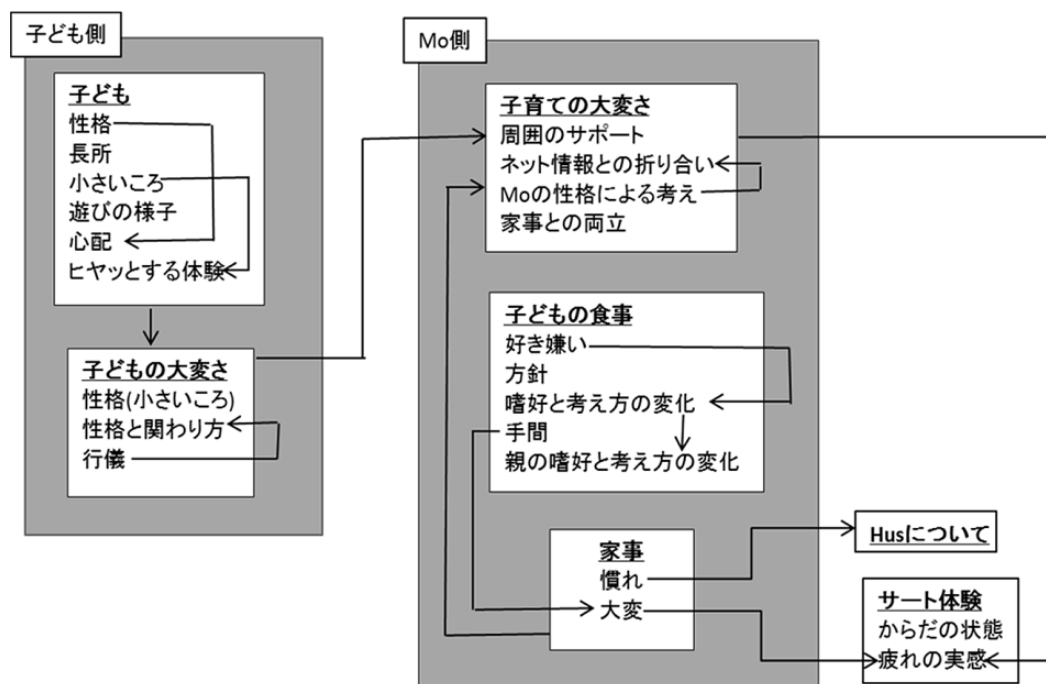 子ども側
子ども
性格
長所
小さいころ
遊びの様子
心配
ヒヤッとする体験
子どもの大変さ
性格(小さいころ)
性格と関わり方
行儀
Mo側
子育ての大変さ
周囲のサポート
ネット情報との折り合い
Moの性格による考え
家事との両立
子どもの食事
好き嫌い
方針
嗜好と考え方の変化
手間
親の嗜好と考え方の変化
家事
慣れ
大変
Husについて
サート体験
からだの状態
疲れの実感